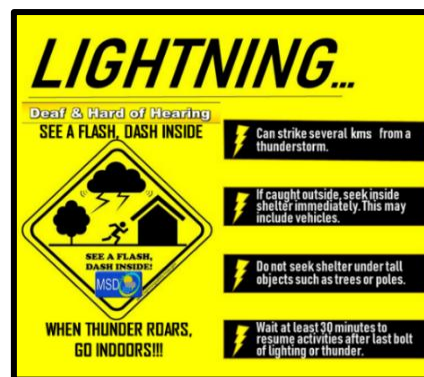 LIGHTNING...
Deaf & Hard of Hearing
SEE A FLASH, DASH INSIDE
SEE A FLASH,
DASH INSIDE!
MSD
WHEN THUNDER ROARS,
GO INDOORS!!!
Can strike several kms from a
thunderstorm.
If caught outside, seek inside
shelter immediately. This may
include vehicles.
Do not seek shelter under tall
objects such as trees or poles.
Wait at least 30 minutes to
resume activities after last bolt
of lighting or thunder.